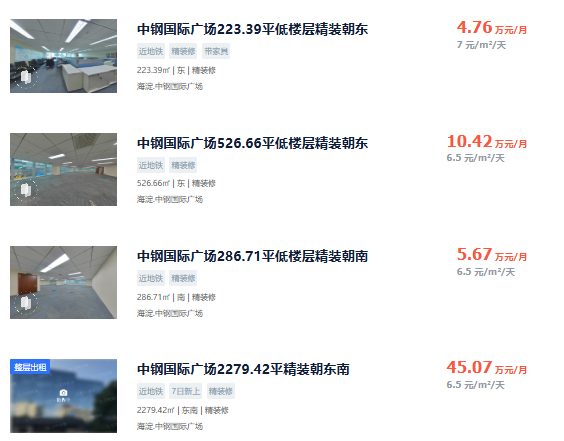 中钢国际广场223.39平低楼层精装朝东
4.76 万元/月
近地铁 精装修 带家具
7 元/m²/天
223.39㎡ | 东 | 精装修
海淀.中钢国际广场
中钢国际广场526.66平低楼层精装朝东
10.42 万元/月
近地铁 精装修
6.5 元/m²/天
526.66㎡ | 东 | 精装修
海淀.中钢国际广场
中钢国际广场286.71平低楼层精装朝南
5.67 万元/月
近地铁 精装修
6.5 元/m²/天
286.71㎡ | 南 | 精装修
海淀.中钢国际广场
整层出租
中钢国际广场2279.42平精装朝东南
45.07 万元/月
近地铁 7日新上 精装修
6.5 元/m²/天
2279.42㎡ | 东南 | 精装修
海淀.中钢国际广场